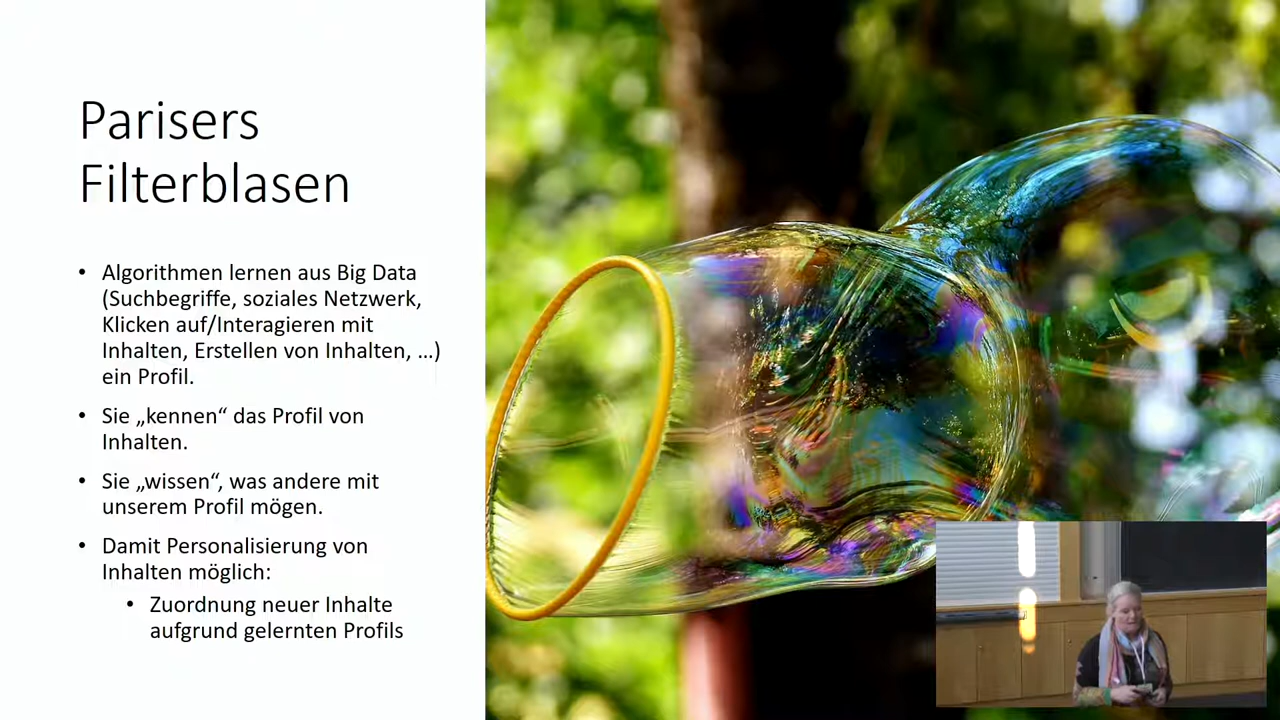 Parisers
Filterblasen
• Algorithmen lernen aus Big Data
(Suchbegriffe, soziales Netzwerk,
Klicken auf/Interagieren mit
Inhalten, Erstellen von Inhalten, …)
ein Profil.
• Sie „kennen“ das Profil von
Inhalten.
• Sie „wissen“, was andere mit
unserem Profil mögen.
• Damit Personalisierung von
Inhalten möglich:
• Zuordnung neuer Inhalte
aufgrund gelernten Profils